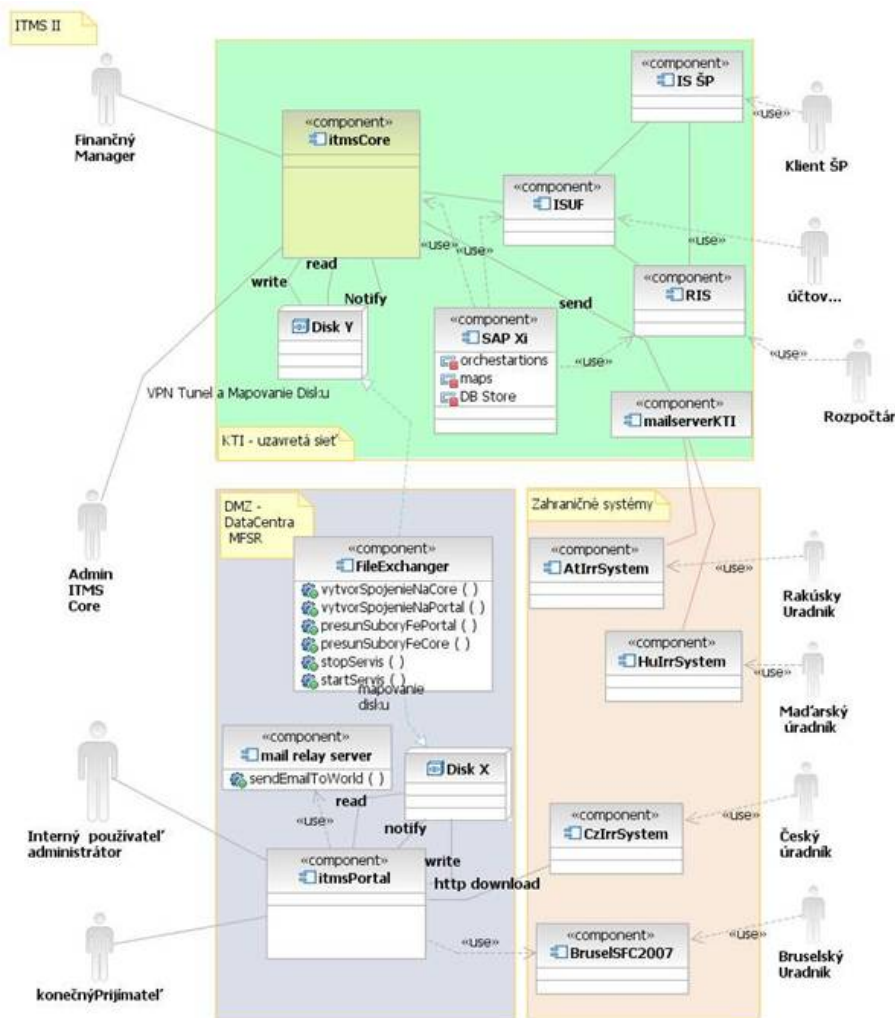 ITMS II
Finančný
Manager
«component»
itmsCore
«component»
IS ŠP
«use»
Klient ŠP
«component»
ISUF
«use»
účtov...
«component»
RIS
«use»
Rozpočtár
write
read
Notify
«use»
«use»
send
Disk Y
«component»
SAP Xi
orchestartions
maps
DB Store
«use»
VPN Tunel a Mapovanie Disku
«component»
mailserverKTI
KTI - uzavretá sieť
Admin
ITMS
Core
DMZ -
DataCentra
MFSR
«component»
FileExchanger
vytvorSpojenieNaCore ( )
vytvorSpojenieNaPortal ( )
presunSuboryFePortal ( )
presunSuboryFeCore ( )
stopServis ( )
startServis ( )
mapovanie
disku
Zahraničné systémy
«component»
AtIrrSystem
«use»
Rakúsky
Uradník
«component»
HuIrrSystem
«use»
Maďarský
úradník
«component»
mail relay server
sendEmailToWorld ( )
Disk X
read
«use»
notify
write
Interný používateľ
administrátor
«component»
itmsPortal
http download
«component»
CzIrrSystem
«use»
Český
úradník
konečnýPrijímateľ
«use»
«component»
BruselSFC2007
«use»
Bruselský
Uradník